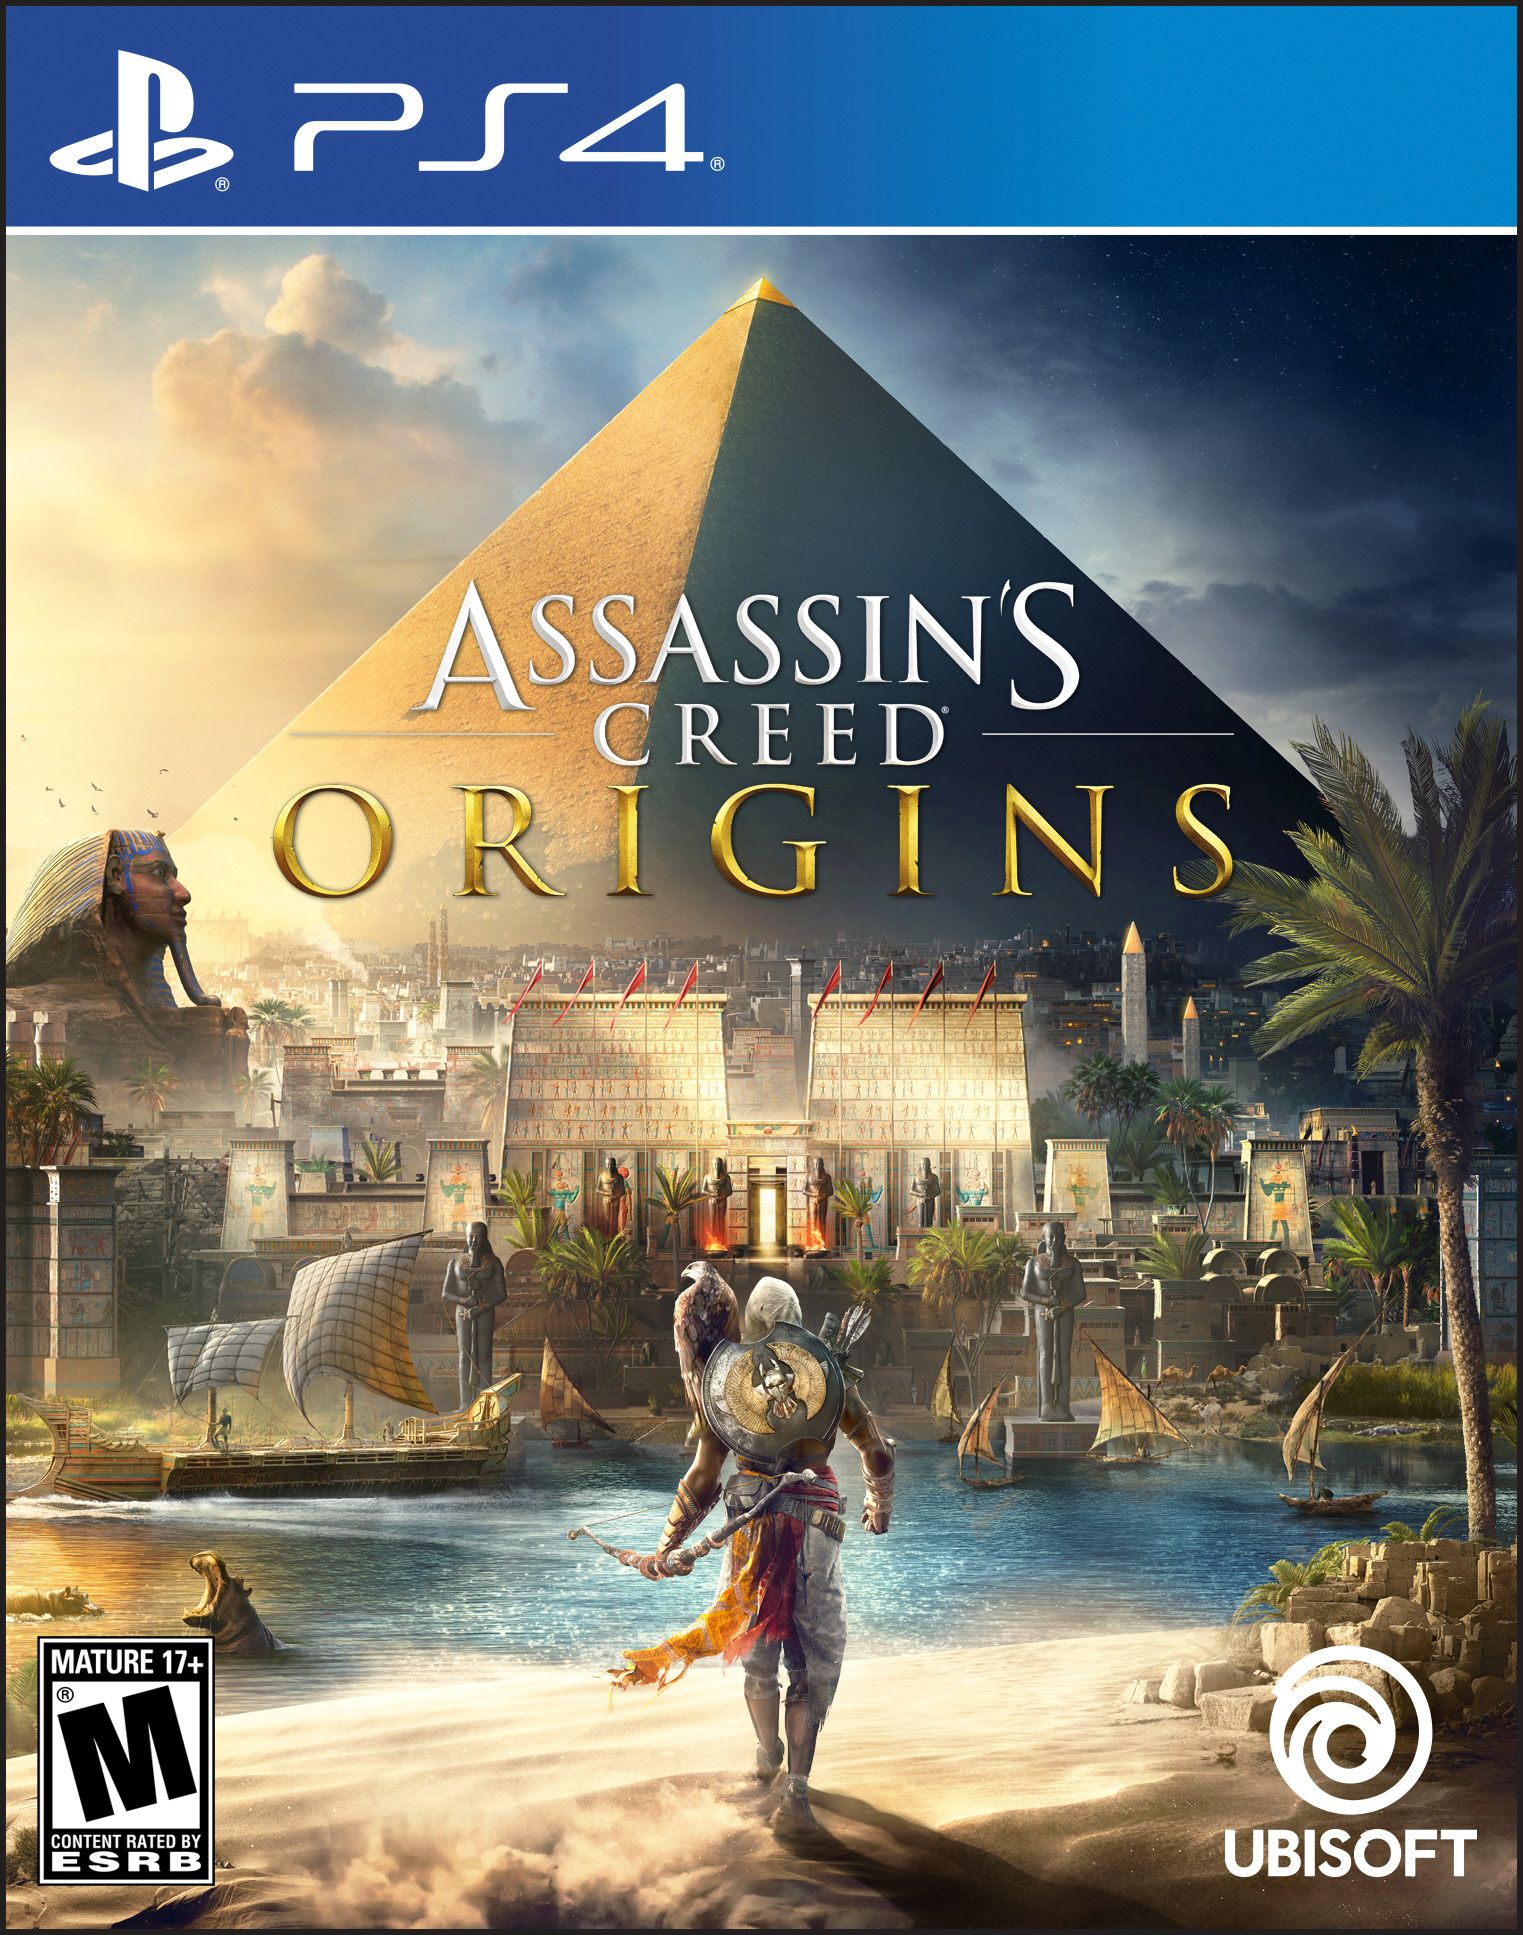 PS4®
ASSASSIN'S
CREED®
ORIGINS
MATURE 17+
®
M
CONTENT RATED BY
ESRB
UBISOFT